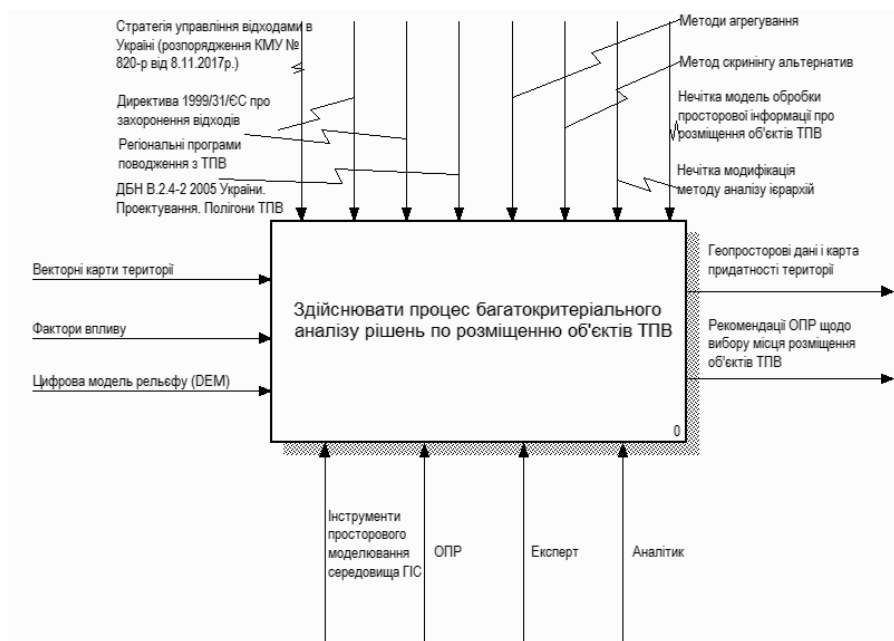 Стратегія управління відходами в
Україні (розпорядження КМУ №
820-р від 8.11.2017р.)
Директива 1999/31/ЄС про
захоронення відходів
Регіональні програми
поводження з ТПВ
ДБН В.2.4-2 2005 України.
Проектування. Полігони ТПВ
Методи агрегування
Метод скринінгу альтернатив
Нечітка модель обробки
просторової інформації про
розміщення об'єктів ТПВ
Нечітка модифікація
методу аналізу ієрархій
Векторні карти території
Фактори впливу
Цифрова модель рельєфу (DEM)
Здійснювати процес багатокритеріального
аналізу рішень по розміщенню об'єктів ТПВ
0
Геопросторові дані і карта
придатності території
Рекомендації ОПР щодо
вибору місця розміщення
об'єктів ТПВ
Інструменти
просторового
моделювання
середовища ГІС
ОПР
Експерт
Аналітик